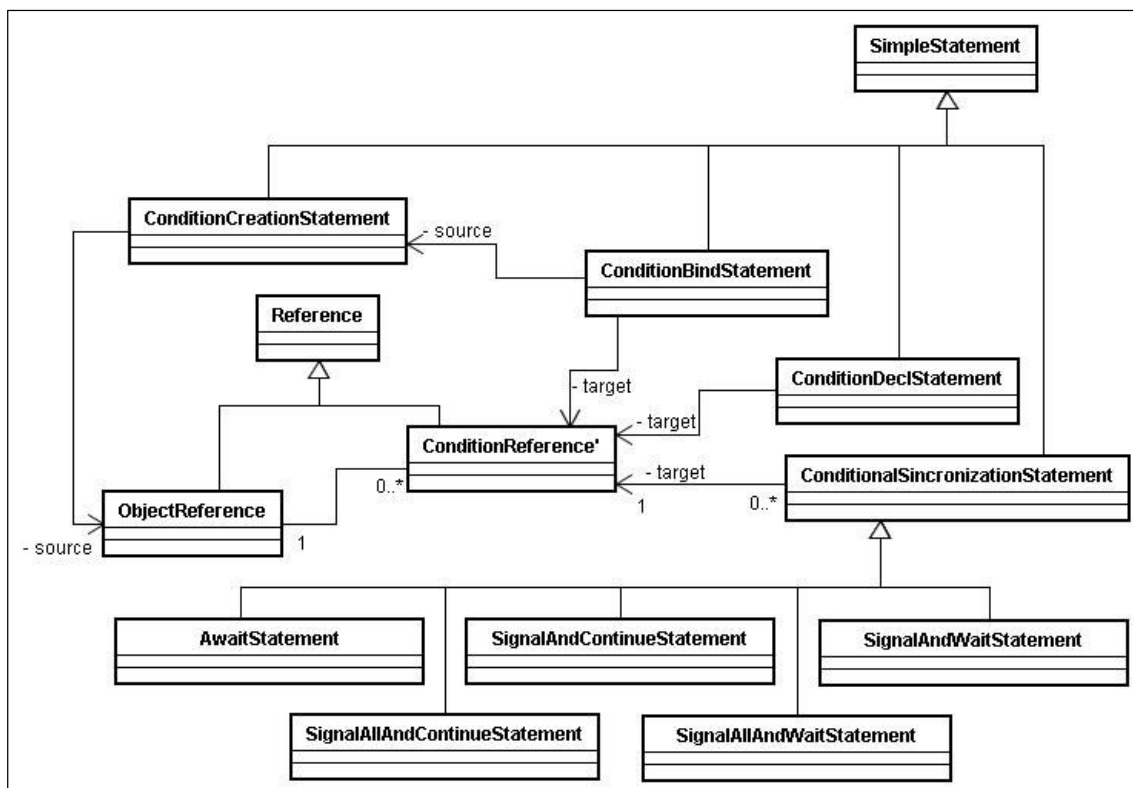 SimpleStatement
ConditionCreationStatement
- source
ConditionBindStatement
Reference
- target
ConditionDeclStatement
- target
ConditionReference'
- target
ConditionalSincronizationStatement
0..*
1
0..*
ObjectReference
1
- source
AwaitStatement
SignalAndContinueStatement
SignalAndWaitStatement
SignalAllAndContinueStatement
SignalAllAndWaitStatement